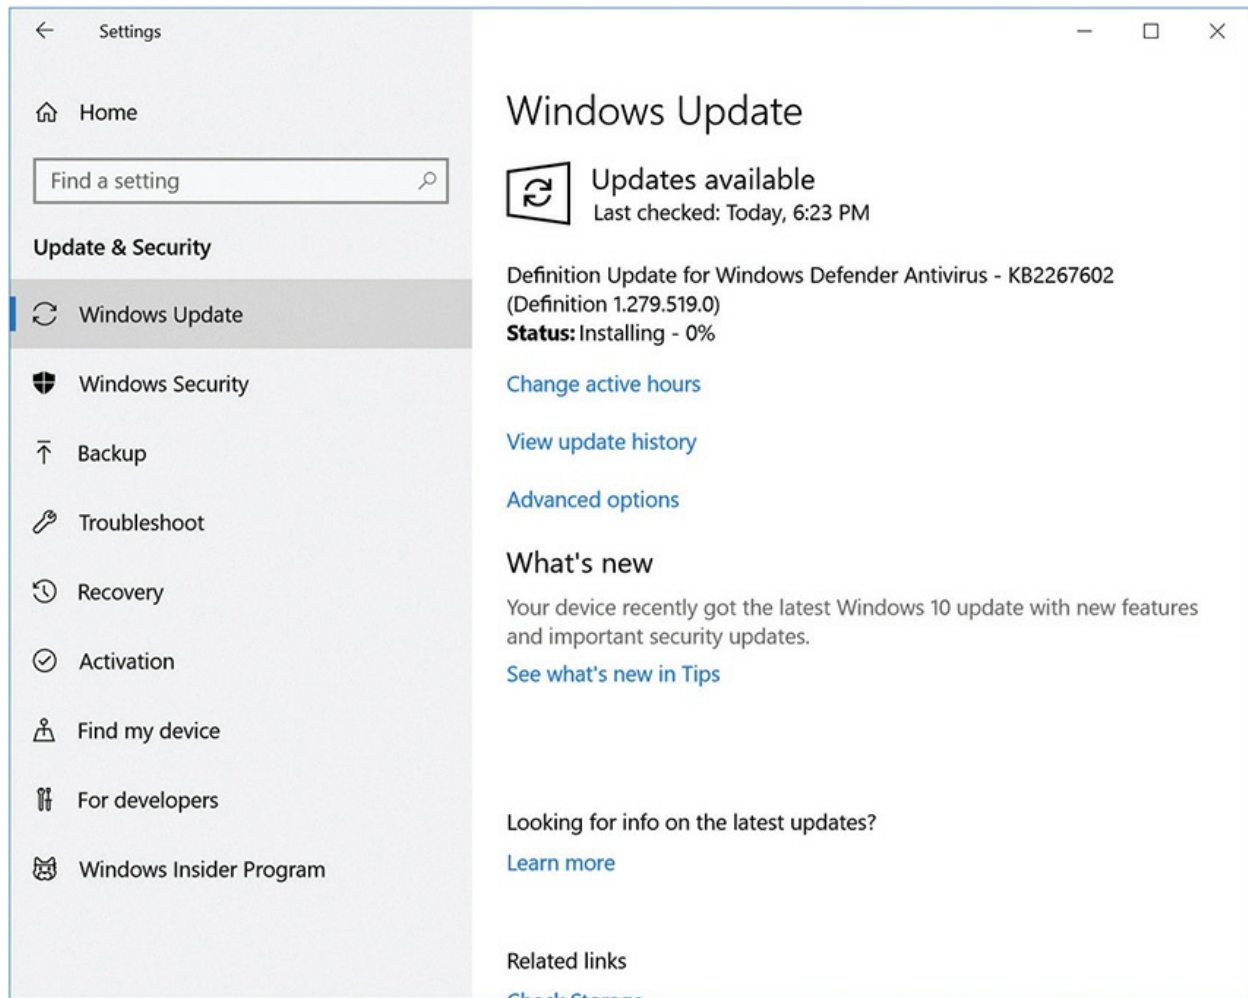 Settings
Home
Find a setting
Update & Security
Windows Update
Windows Security
Backup
Troubleshoot
Recovery
Activation
Find my device
For developers
Windows Insider Program
Windows Update
Updates available
Last checked: Today, 6:23 PM
Definition Update for Windows Defender Antivirus - KB2267602
(Definition 1.279.519.0)
Status: Installing - 0%
Change active hours
View update history
Advanced options
What's new
Your device recently got the latest Windows 10 update with new features
and important security updates.
See what's new in Tips
Looking for info on the latest updates?
Learn more
Related links
Check Storage